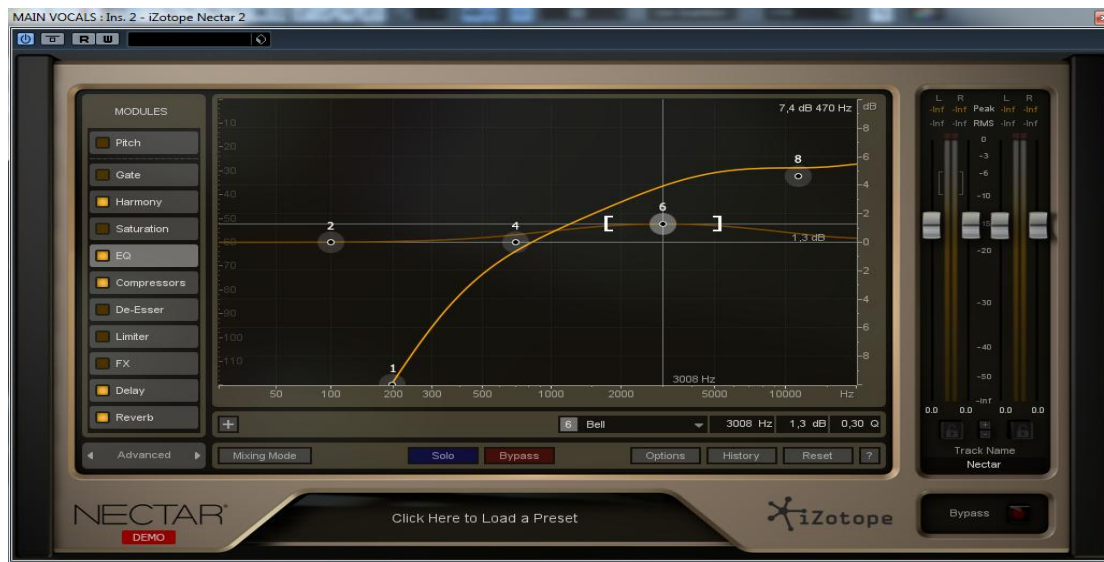 MAIN VOCALS : Ins. 2 - iZotope Nectar 2
R W
MODULES
Pitch
Gate
Harmony
Saturation
EQ
Compressors
De-Esser
Limiter
FX
Delay
Reverb
Advanced
7,4 dB 470 Hz
dB
-10
-20
-30
-40
-50
-60
-70
-80
-90
-100
-110
8
6
4
2
0
-2
-4
-6
-8
2
4
6
8
1
1,3 dB
3008 Hz
50 100 200 300 500 1000 2000 5000 10000 Hz
+
6 Bell 3008 Hz 1,3 dB 0,30 Q
Mixing Mode Solo Bypass Options History Reset ?
L R L R
-Inf -Inf Peak -Inf -Inf
-Inf -Inf RMS -Inf -Inf
0
-3
-6
-10
-15
-20
-30
-40
-50
-Inf
0.0 0.0 0.0 0.0
Track Name
Nectar
NECTAR
DEMO
Click Here to Load a Preset
iZotope
Bypass